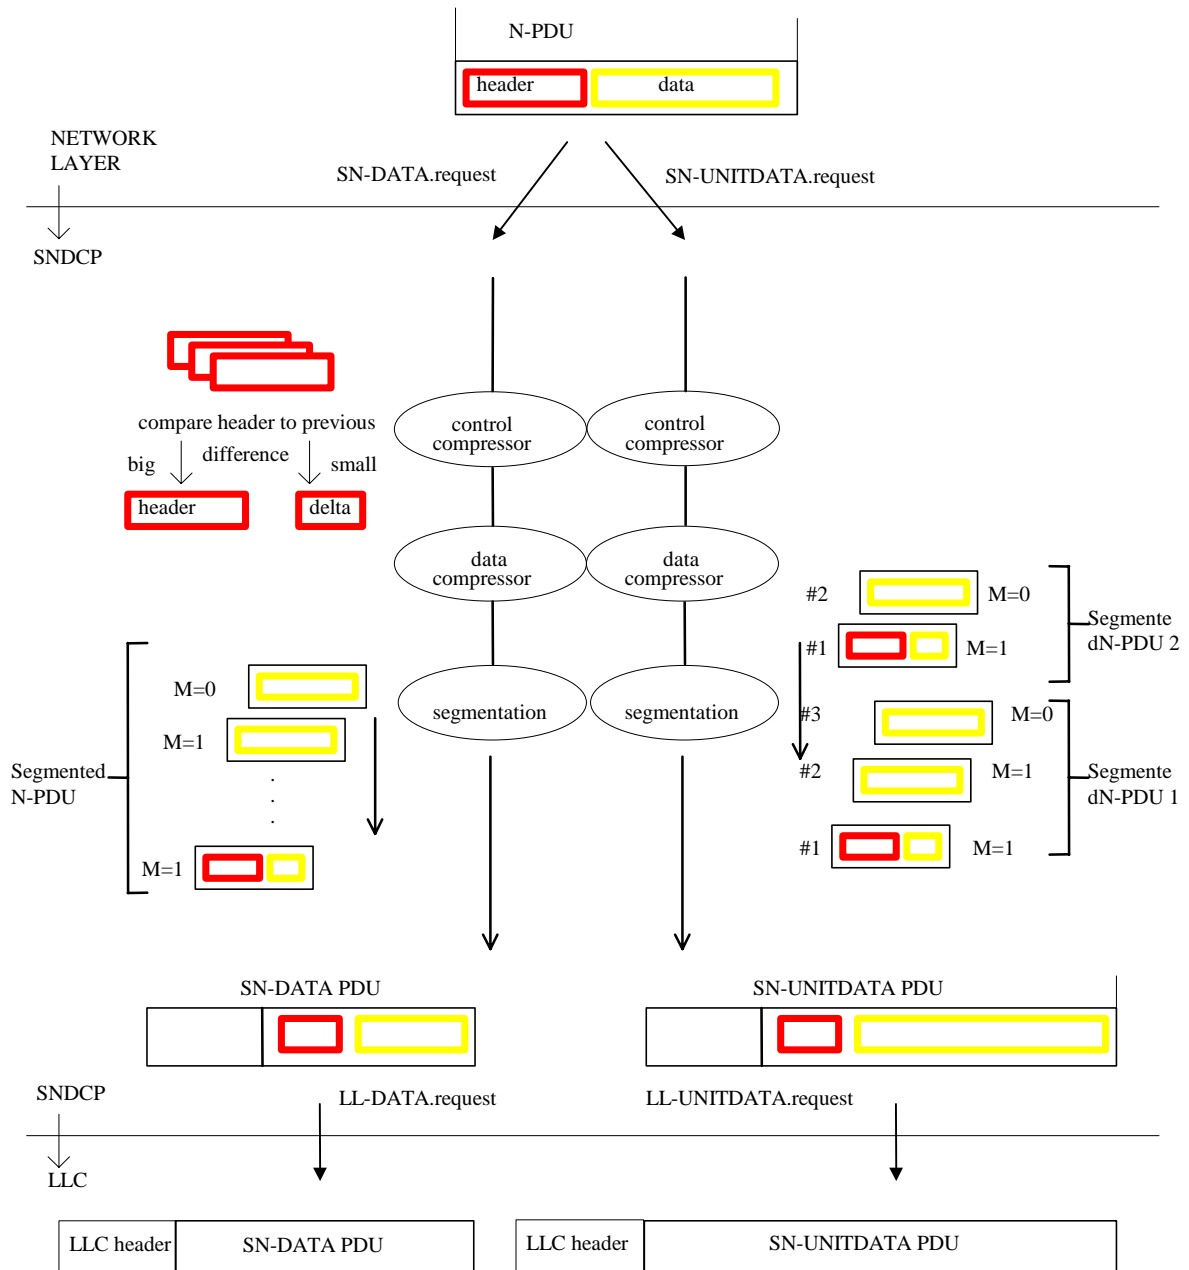 N-PDU
header data
NETWORK
LAYER
SN-DATA.request
SN-UNITDATA.request
SNDCP
compare header to previous
difference
big
small
header
delta
control
compressor
control
compressor
data
compressor
data
compressor
segmentation
segmentation
#2
M=0
#1
M=1
Segmente
dN-PDU 2
#3
M=0
#2
M=1
#1
M=1
Segmente
dN-PDU 1
M=0
M=1
.
.
.
M=1
Segmented
N-PDU
SN-DATA PDU
SN-UNITDATA PDU
SNDCP
LL-DATA.request
LL-UNITDATA.request
LLC
LLC header
SN-DATA PDU
LLC header
SN-UNITDATA PDU